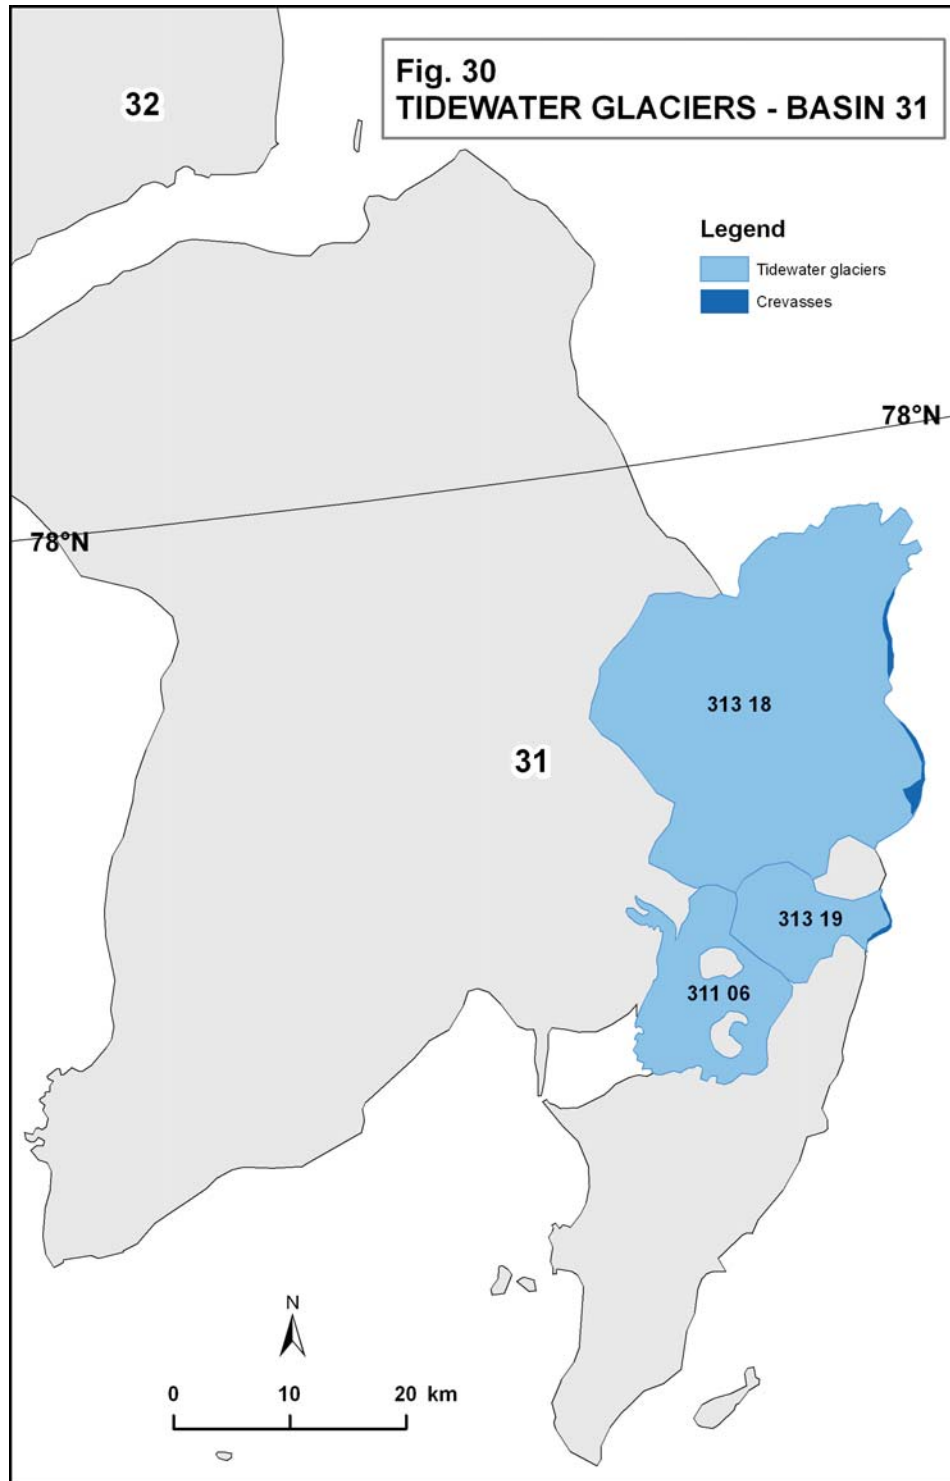 Fig. 30
TIDEWATER GLACIERS - BASIN 31
32
Legend
Tidewater glaciers
Crevasses
78°N
78°N
313 18
31
313 19
311 06
N
0 10 20 km